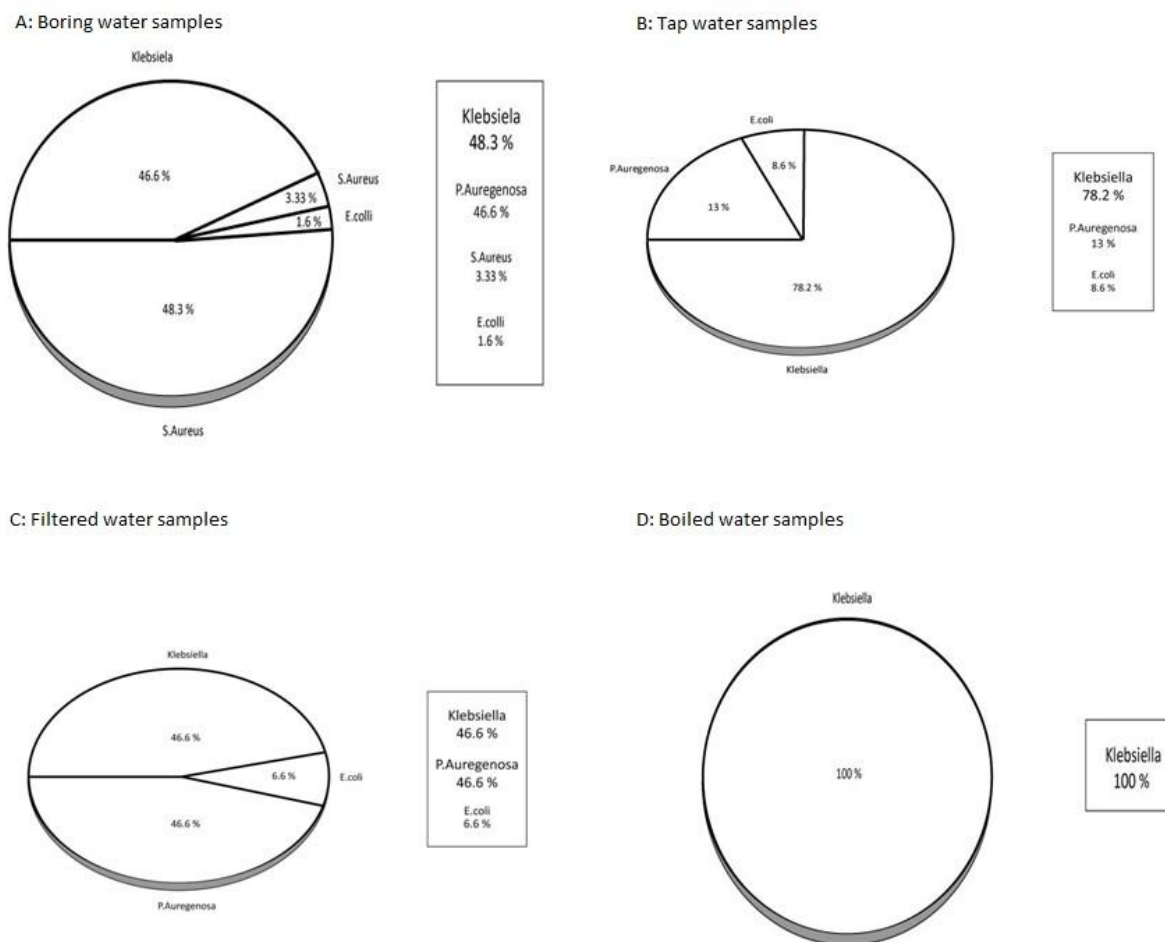 A: Boring water samples
Klebsiela
46.6 %
S.Aureus
3.33 %
E.colli
1.6 %
48.3 %
S.Aureus
Klebsiela
48.3 %
P.Auregenosa
46.6 %
S.Aureus
3.33 %
E.colli
1.6 %
B: Tap water samples
E.coli
8.6 %
P.Auregenosa
13 %
78.2 %
Klebsiella
Klebsiella
78.2 %
P.Auregenosa
13 %
E.coli
8.6 %
C: Filtered water samples
Klebsiella
46.6 %
6.6 %
E.coli
46.6 %
P.Auregenosa
Klebsiella
46.6 %
P.Auregenosa
46.6 %
E.coli
6.6 %
D: Boiled water samples
Klebsiella
100 %
Klebsiella
100 %